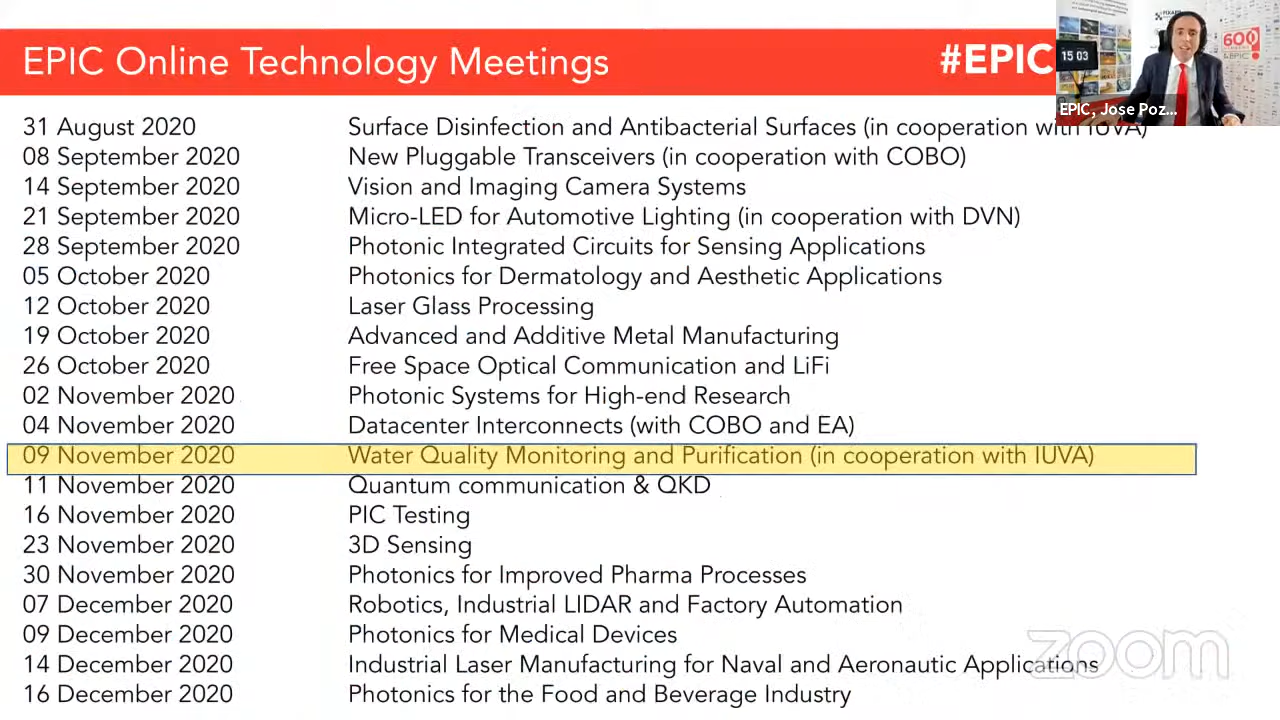 EPIC Online Technology Meetings
#EPIC
15 03
600
EPIC, Jose Poz...
31 August 2020 Surface Disinfection and Antibacterial Surfaces (in cooperation with IUVA)
08 September 2020 New Pluggable Transceivers (in cooperation with COBO)
14 September 2020 Vision and Imaging Camera Systems
21 September 2020 Micro-LED for Automotive Lighting (in cooperation with DVN)
28 September 2020 Photonic Integrated Circuits for Sensing Applications
05 October 2020 Photonics for Dermatology and Aesthetic Applications
12 October 2020 Laser Glass Processing
19 October 2020 Advanced and Additive Metal Manufacturing
26 October 2020 Free Space Optical Communication and LiFi
02 November 2020 Photonic Systems for High-end Research
04 November 2020 Datacenter Interconnects (with COBO and EA)
09 November 2020 Water Quality Monitoring and Purification (in cooperation with IUVA)
11 November 2020 Quantum communication & QKD
16 November 2020 PIC Testing
23 November 2020 3D Sensing
30 November 2020 Photonics for Improved Pharma Processes
07 December 2020 Robotics, Industrial LIDAR and Factory Automation
09 December 2020 Photonics for Medical Devices
14 December 2020 Industrial Laser Manufacturing for Naval and Aeronautic Applications
16 December 2020 Photonics for the Food and Beverage Industry
zoom